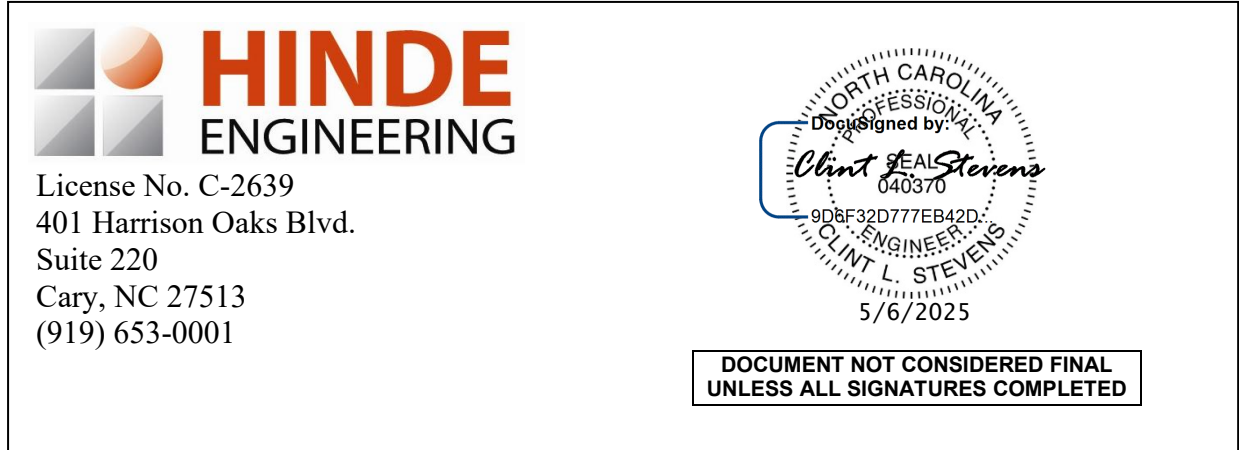 HINDE
ENGINEERING
License No. C-2639
401 Harrison Oaks Blvd.
Suite 220
Cary, NC 27513
(919) 653-0001
NORTH CAROLINA
PROFESSIONAL
DocuSigned by:
Clint L. Stevens
SEAL
040370
9D6F32D777EB42D...
ENGINEER
CLINT L. STEVENS
5/6/2025
DOCUMENT NOT CONSIDERED FINAL
UNLESS ALL SIGNATURES COMPLETED